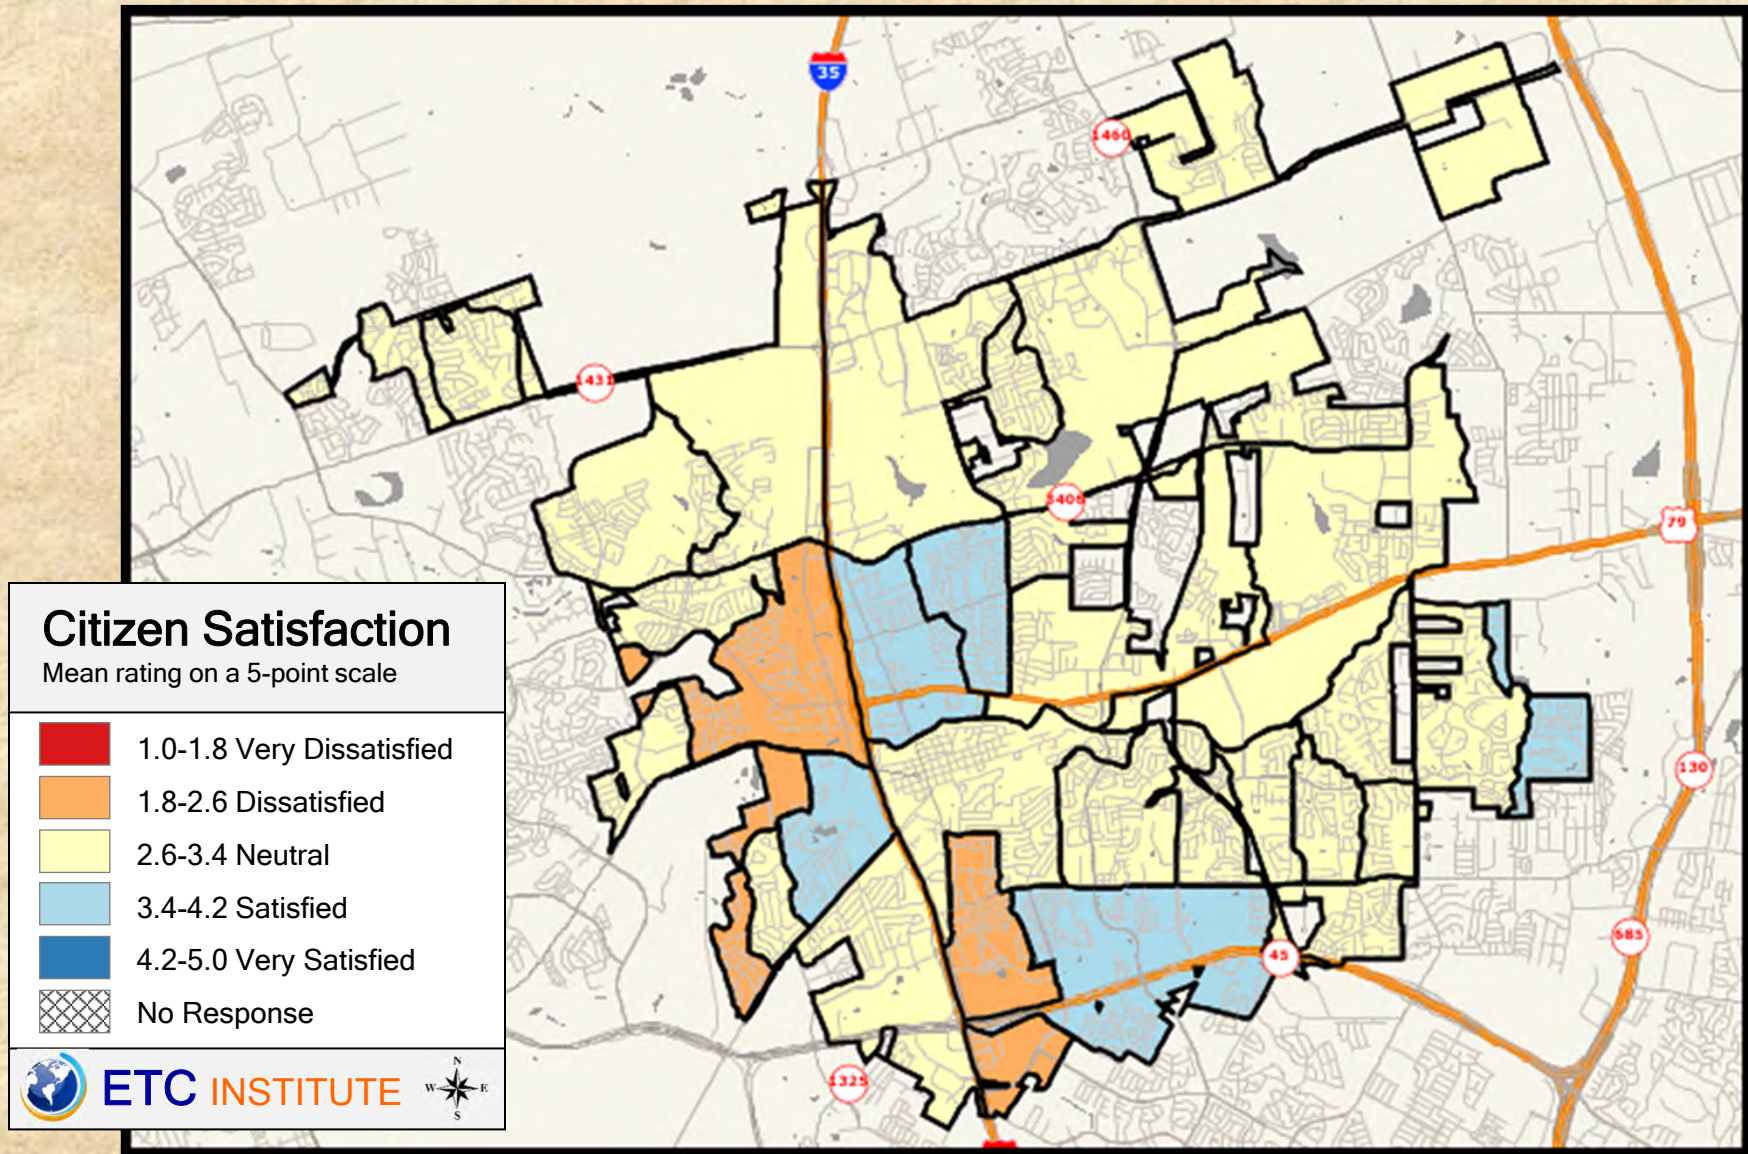 35
1460
1431
3406
79
Citizen Satisfaction
Mean rating on a 5-point scale
1.0-1.8 Very Dissatisfied
1.8-2.6 Dissatisfied
2.6-3.4 Neutral
3.4-4.2 Satisfied
4.2-5.0 Very Satisfied
No Response
130
685
45
1325
ETC INSTITUTE
N
W E
S